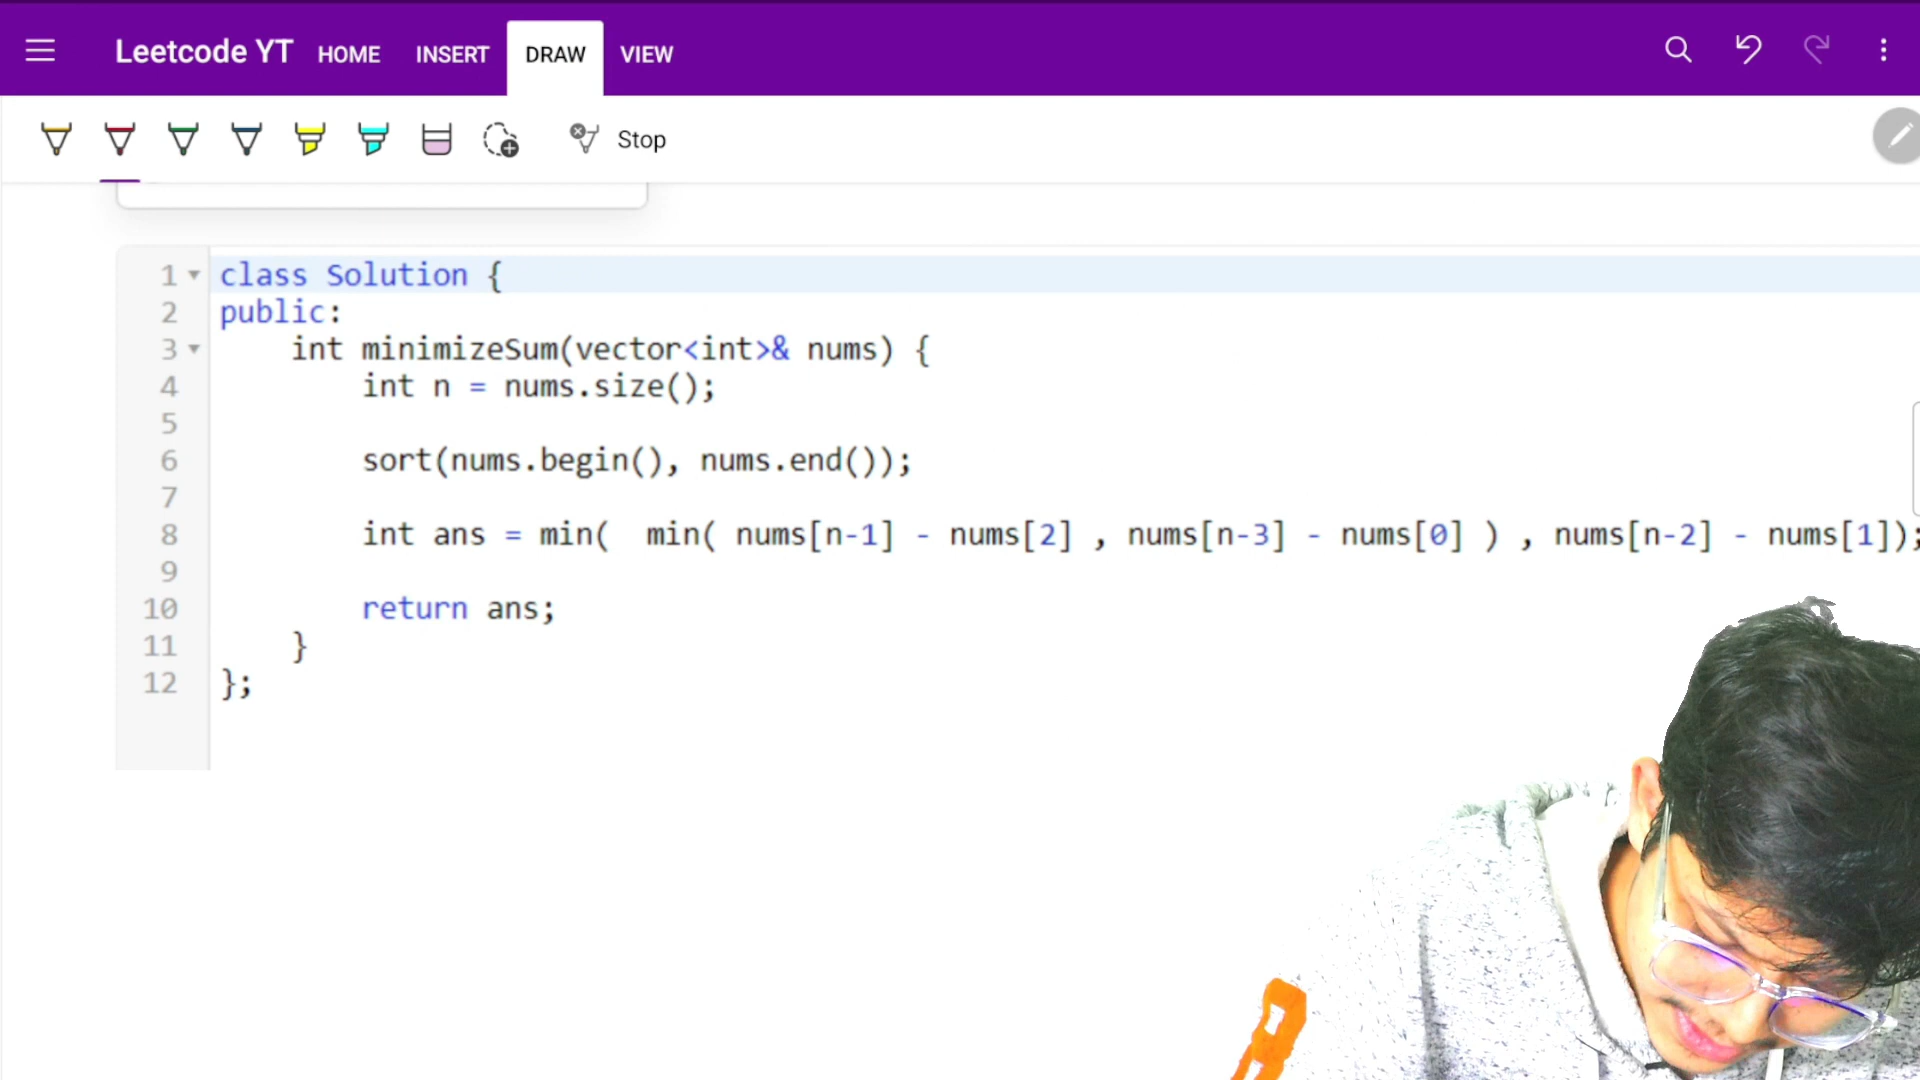 Leetcode YT HOME INSERT DRAW VIEW
Stop
1 class Solution {
2 public:
3     int minimizeSum(vector<int>& nums) {
4         int n = nums.size();
5
6         sort(nums.begin(), nums.end());
7
8         int ans = min(  min( nums[n-1] - nums[2] , nums[n-3] - nums[0] ) , nums[n-2] - nums[1]);
9
10         return ans;
11     }
12 };